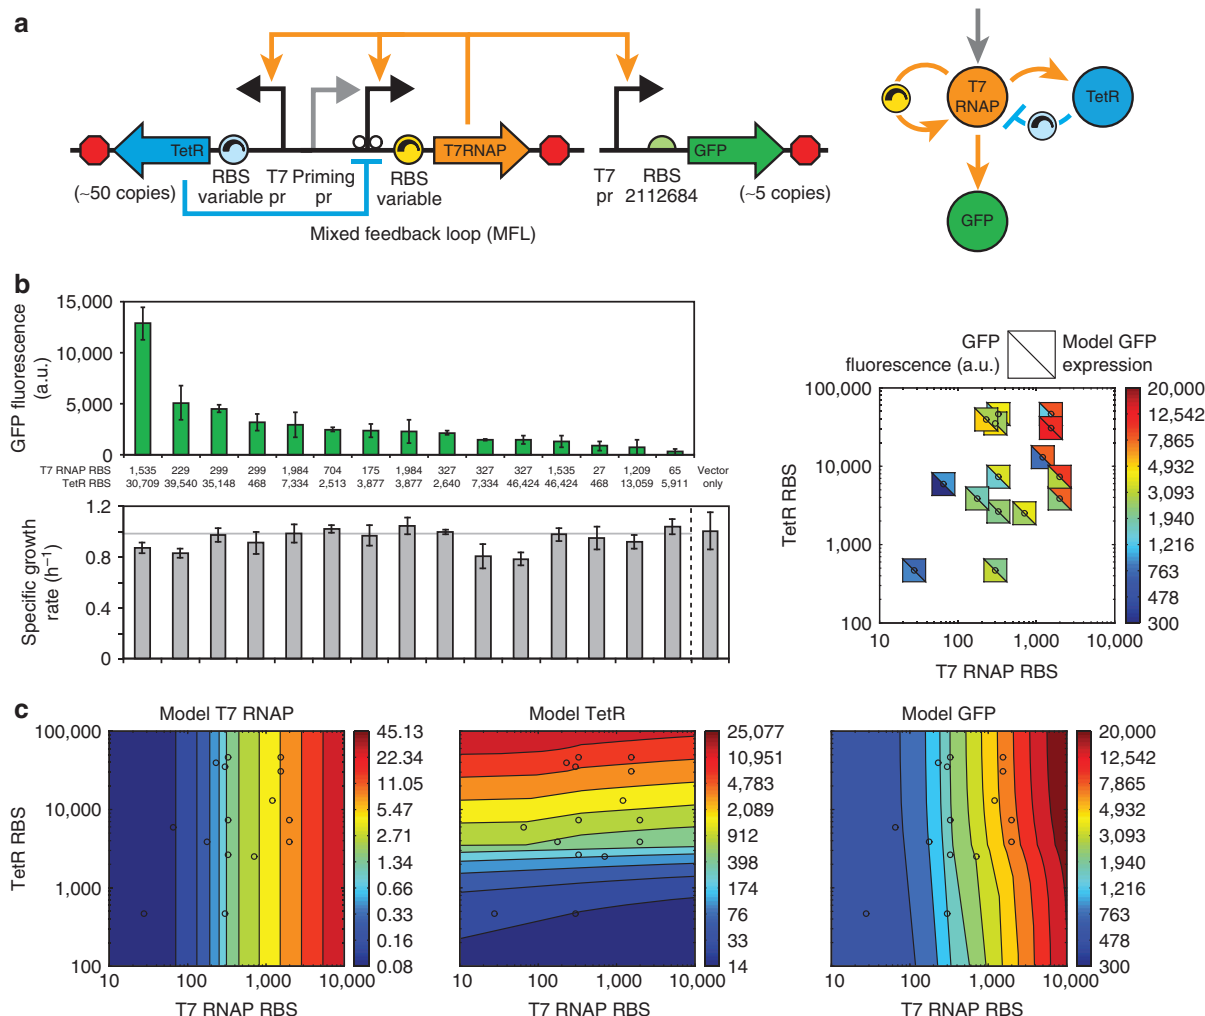 a
TetR
T7RNAP
GFP
(~50 copies)
RBS variable
T7 pr
Priming pr
RBS variable
T7 pr
RBS 2112684
(~5 copies)
Mixed feedback loop (MFL)
T7 RNAP
TetR
GFP
b
GFP fluorescence (a.u.)
15,000
10,000
5,000
0
T7 RNAP RBS 1,535 229 299 299 1,984 704 175 1,984 327 327 327 1,535 27 1,209 65 Vector
TetR RBS 30,709 39,540 35,148 468 7,334 2,513 3,877 3,877 2,640 7,334 46,424 46,424 468 13,059 5,911 only
Specific growth rate (h−1)
1.2
0.8
0.4
0
GFP fluorescence (a.u.)
Model GFP expression
TetR RBS
100,000
10,000
1,000
100
10 100 1,000 10,000
T7 RNAP RBS
20,000
12,542
7,865
4,932
3,093
1,940
1,216
763
478
300
c
Model T7 RNAP
TetR RBS
100,000
10,000
1,000
100
10 100 1,000 10,000
T7 RNAP RBS
45.13
22.34
11.05
5.47
2.71
1.34
0.66
0.33
0.16
0.08
Model TetR
10 100 1,000 10,000
T7 RNAP RBS
25,077
10,951
4,783
2,089
912
398
174
76
33
14
Model GFP
10 100 1,000 10,000
T7 RNAP RBS
20,000
12,542
7,865
4,932
3,093
1,940
1,216
763
478
300